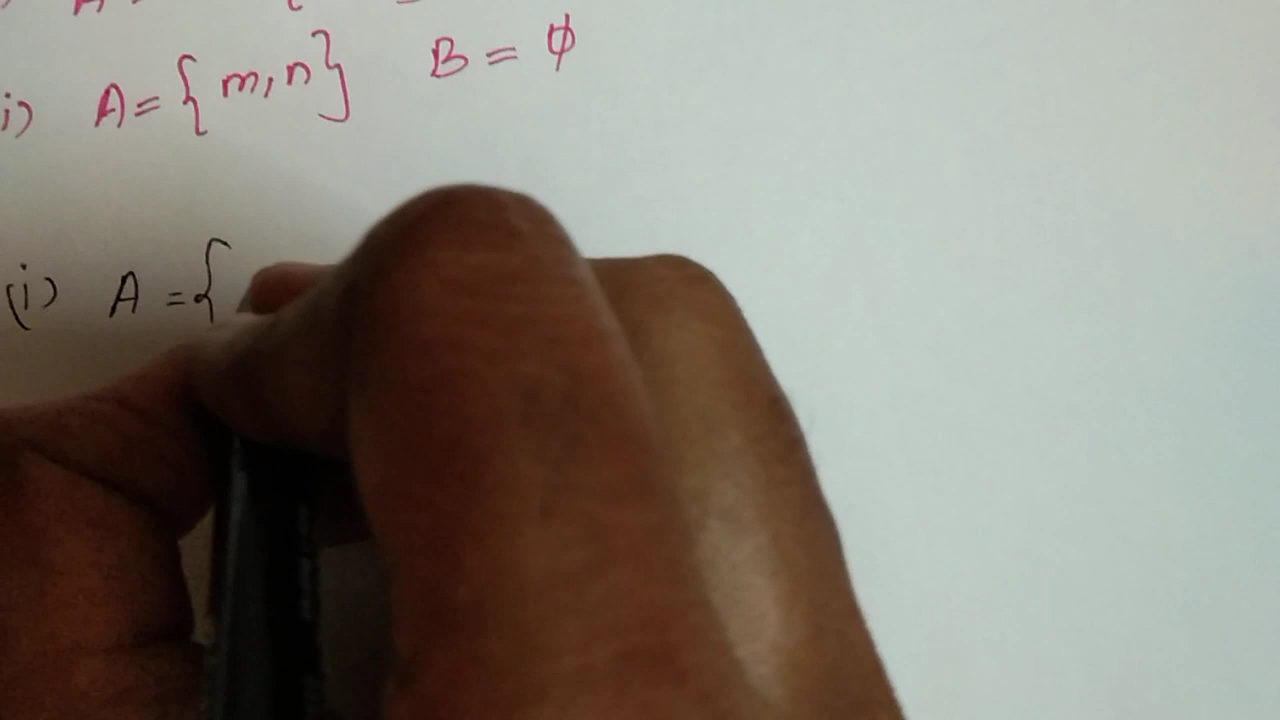 i) A = { m, n } B = φ
(i) A = {